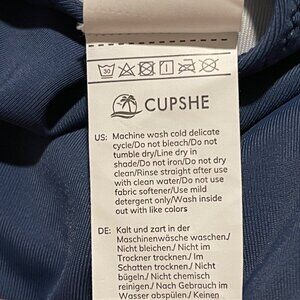 30
CUPSHE
US: Machine wash cold delicate
cycle/Do not bleach/Do not
tumble dry/Line dry in
shade/Do not iron/Do not dry
clean/Rinse straight after use
with clean cool water/Do not use
fabric softener/Use mild
detergent only/Wash inside
out with like colors
DE: Kalt und zart in der
Maschinenwäsche waschen./
Nicht bleichen./ Nicht im
Trockner trocknen./ Im
Schatten trocknen./ Nicht
bügeln./ Nicht chemisch
reinigen./ Nach Gebrauch im
Wasser abspülen./ Keinen